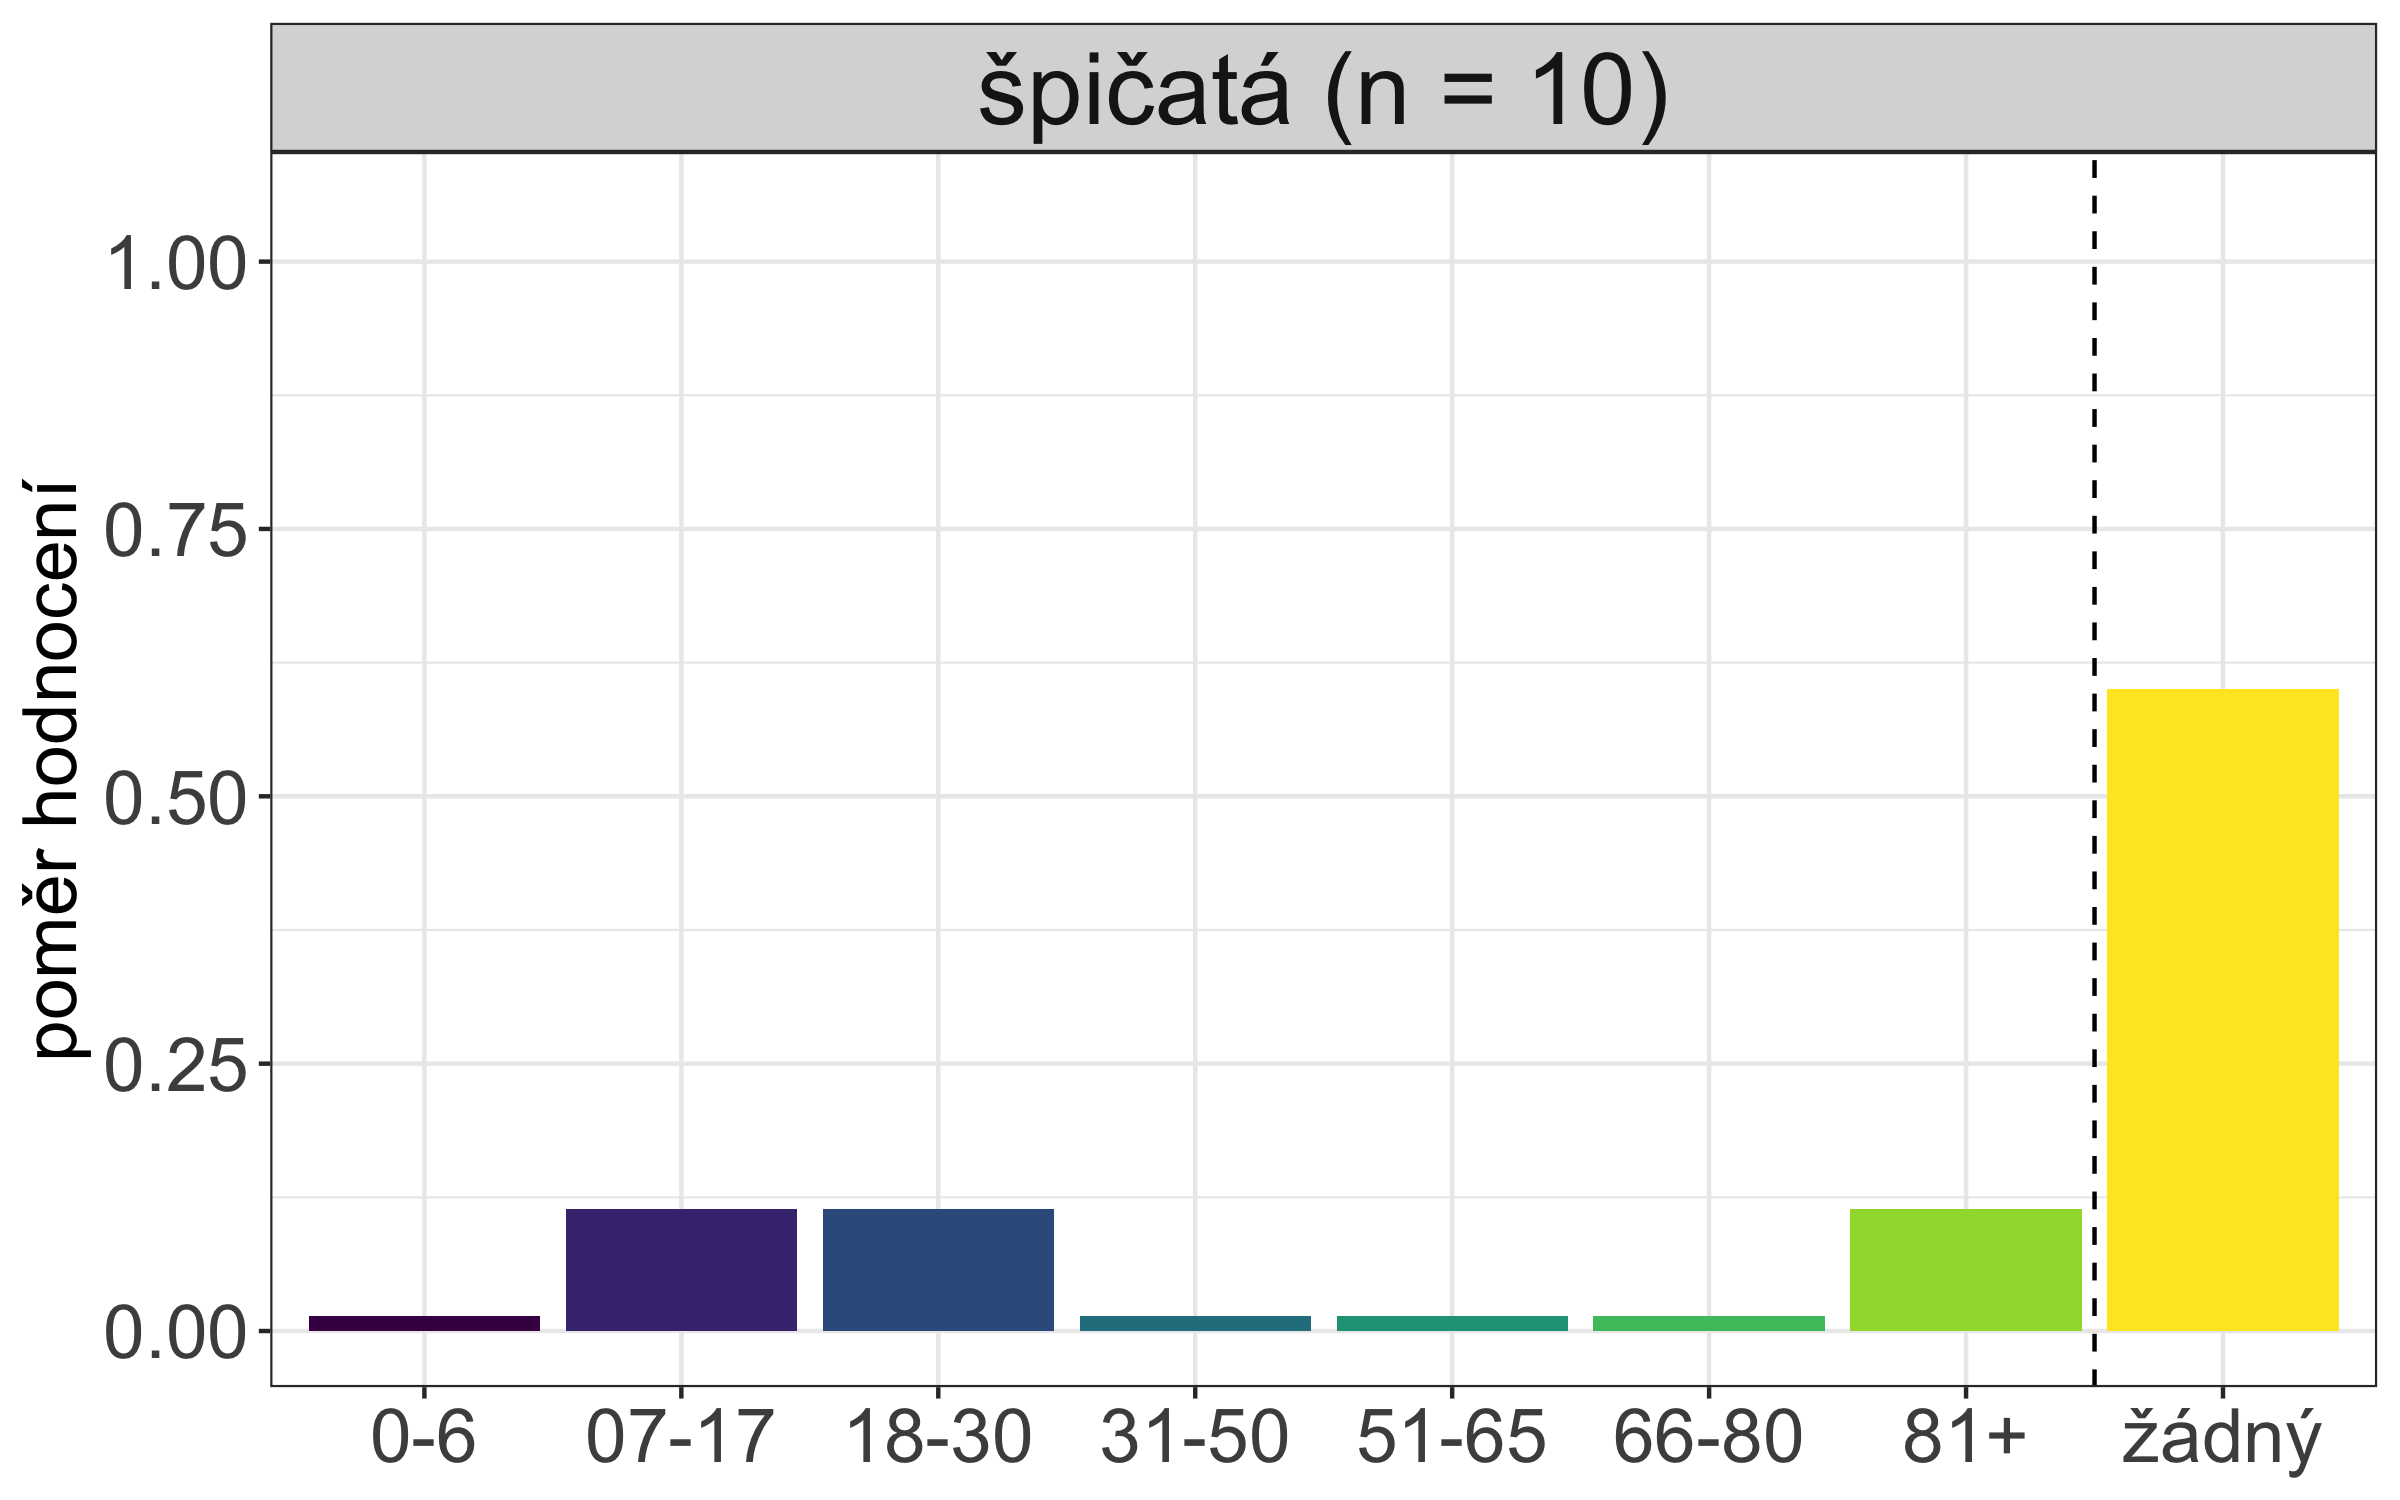 špičatá (n = 10)
poměr hodnocení
1.00
0.75
0.50
0.25
0.00
0-6 07-17 18-30 31-50 51-65 66-80 81+ žádný